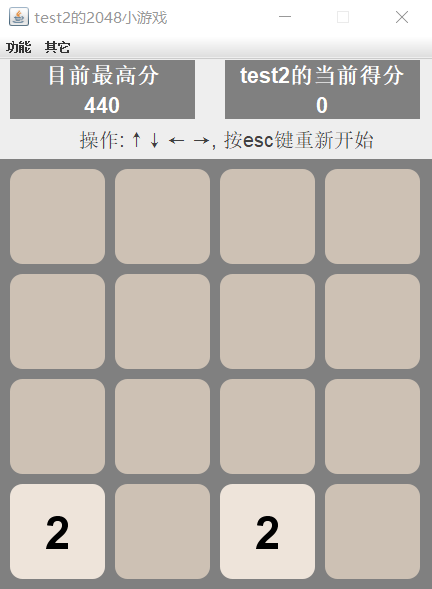 test2的2048小游戏
功能 其它
目前最高分 test2的当前得分
440 0
操作: ↑ ↓ ← →, 按esc键重新开始
2 2